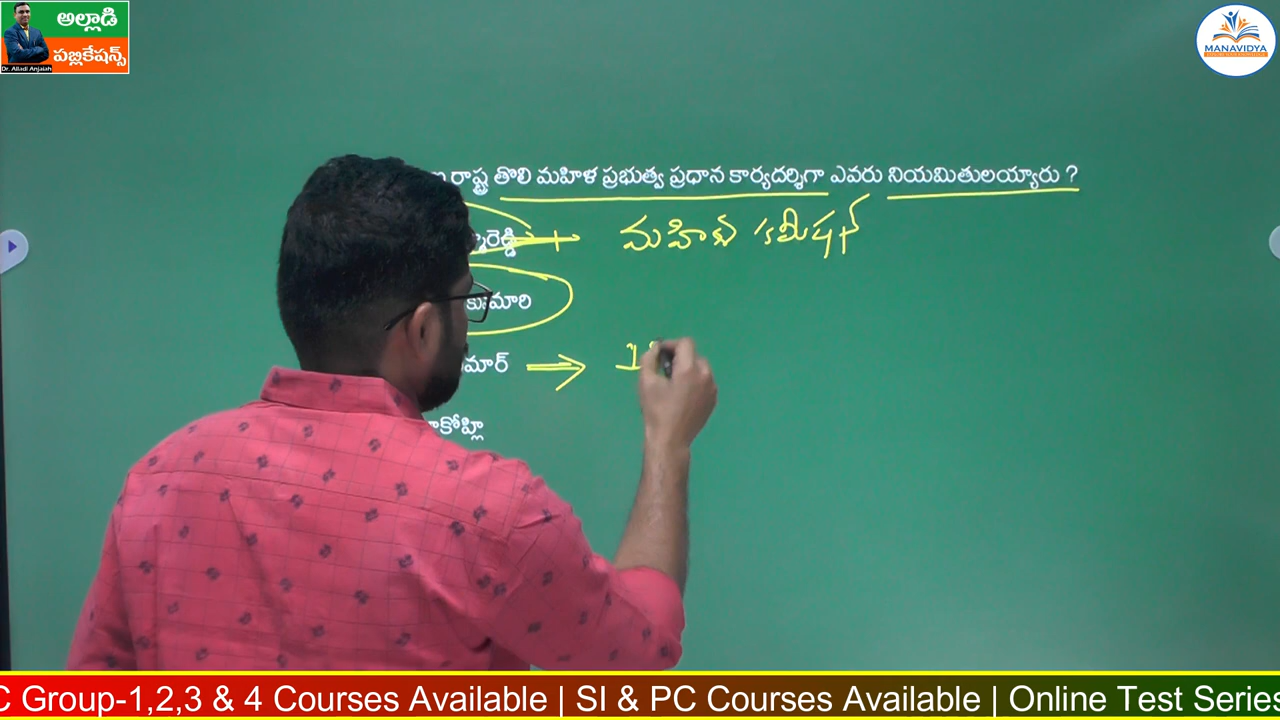 అల్లాడి
పబ్లికేషన్స్
Dr. Alladi Anjaiah
MANAVIDYA
రాష్ట్ర తొలి మహిళ ప్రభుత్వ ప్రధాన కార్యదర్శిగా ఎవరు నియమితులయ్యారు ?
మహిళ కమీషన్
కుమారి
మార్
C Group-1,2,3 & 4 Courses Available | SI & PC Courses Available | Online Test Series